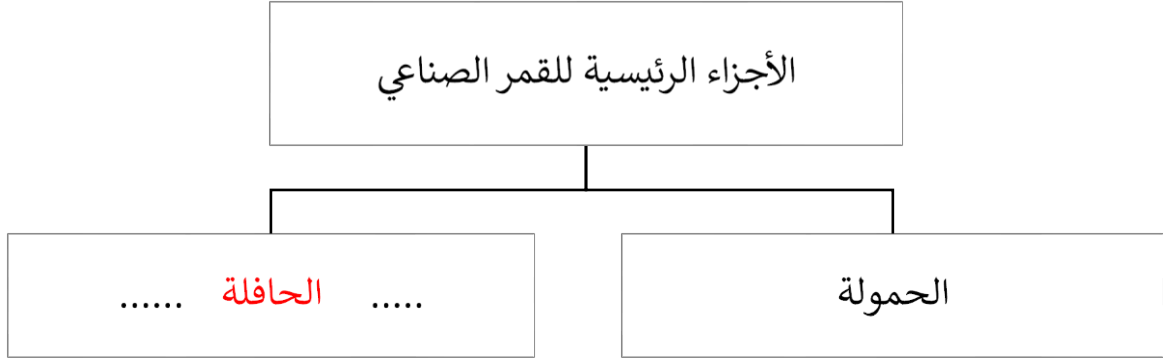 الأجزاء الرئيسية للقمر الصناعي
الحمولة
..... الحافلة ......